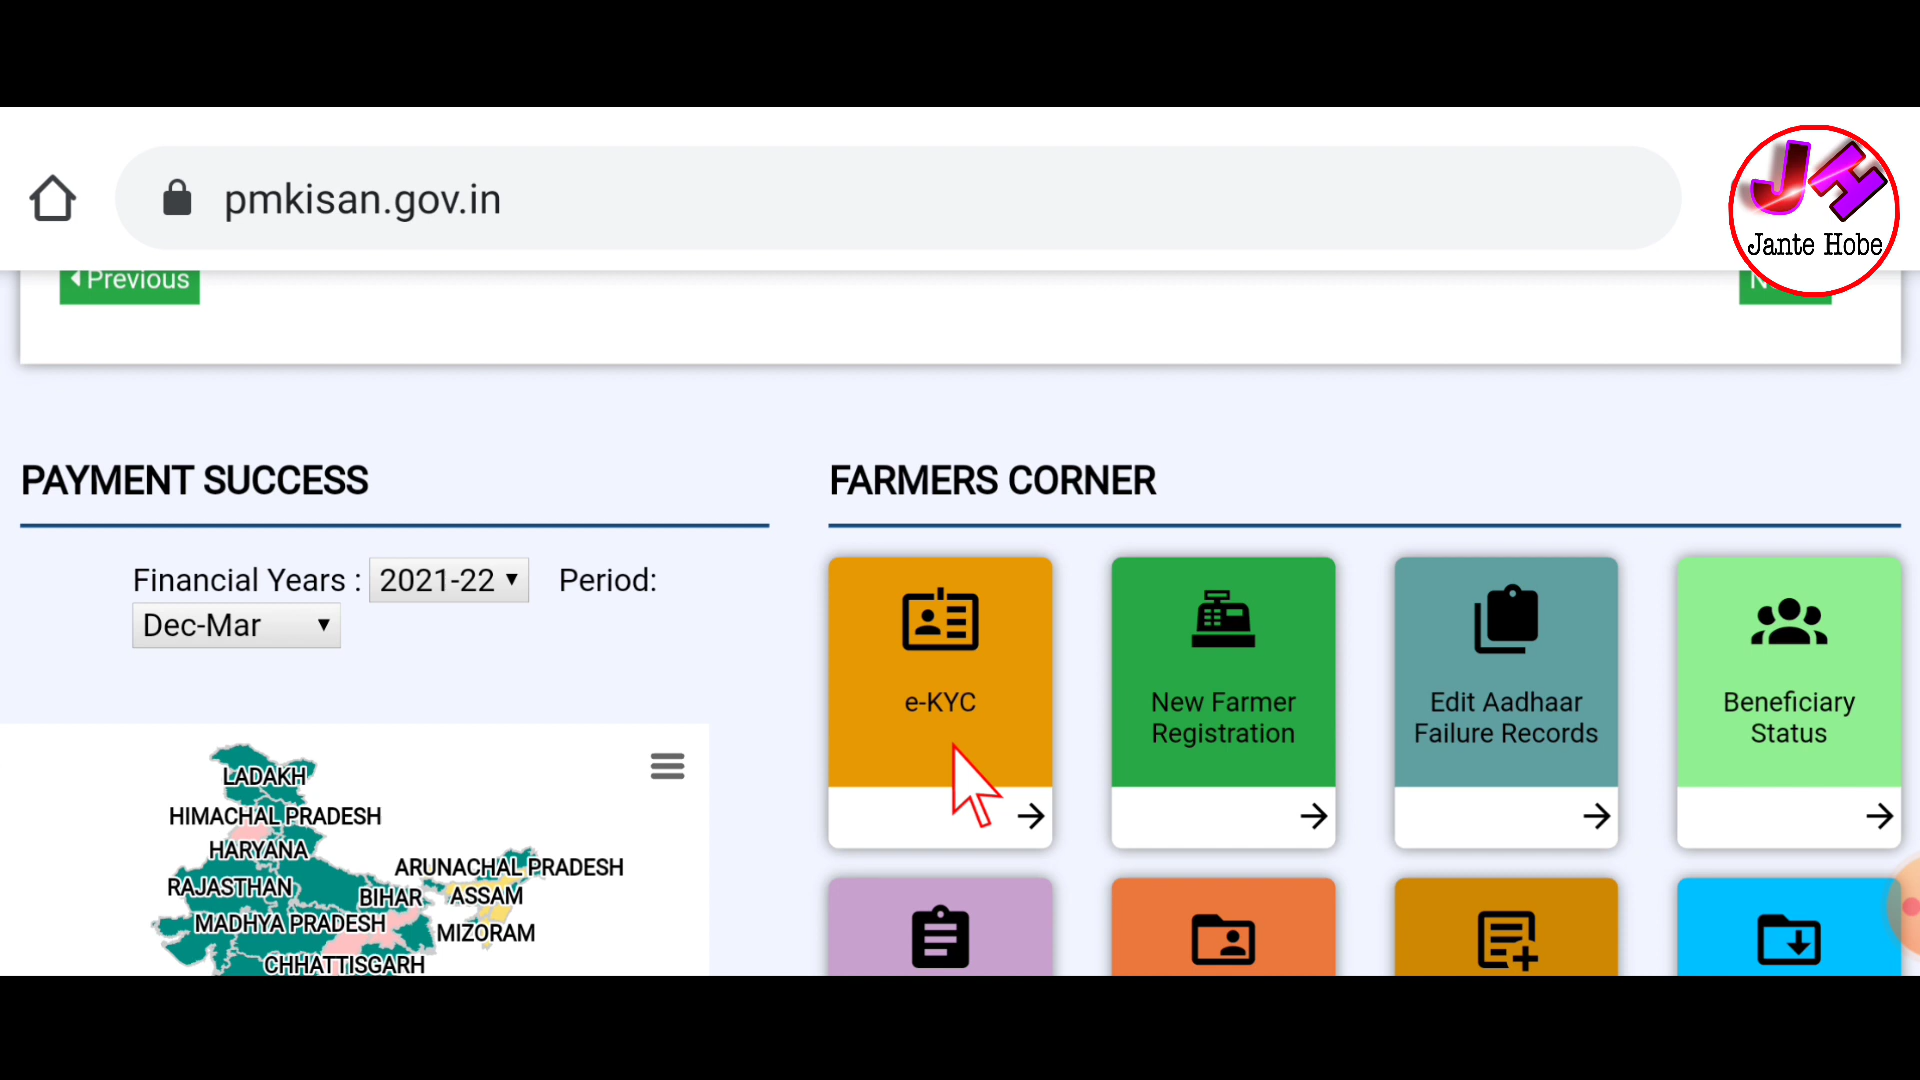 pmkisan.gov.in
JH
Jante Hobe
Previous
PAYMENT SUCCESS
Financial Years : 2021-22 Period:
Dec-Mar
LADAKH
HIMACHAL PRADESH
HARYANA
ARUNACHAL PRADESH
RAJASTHAN
BIHAR
ASSAM
MADHYA PRADESH
MIZORAM
CHHATTISGARH
FARMERS CORNER
e-KYC
New Farmer
Registration
Edit Aadhaar
Failure Records
Beneficiary
Status